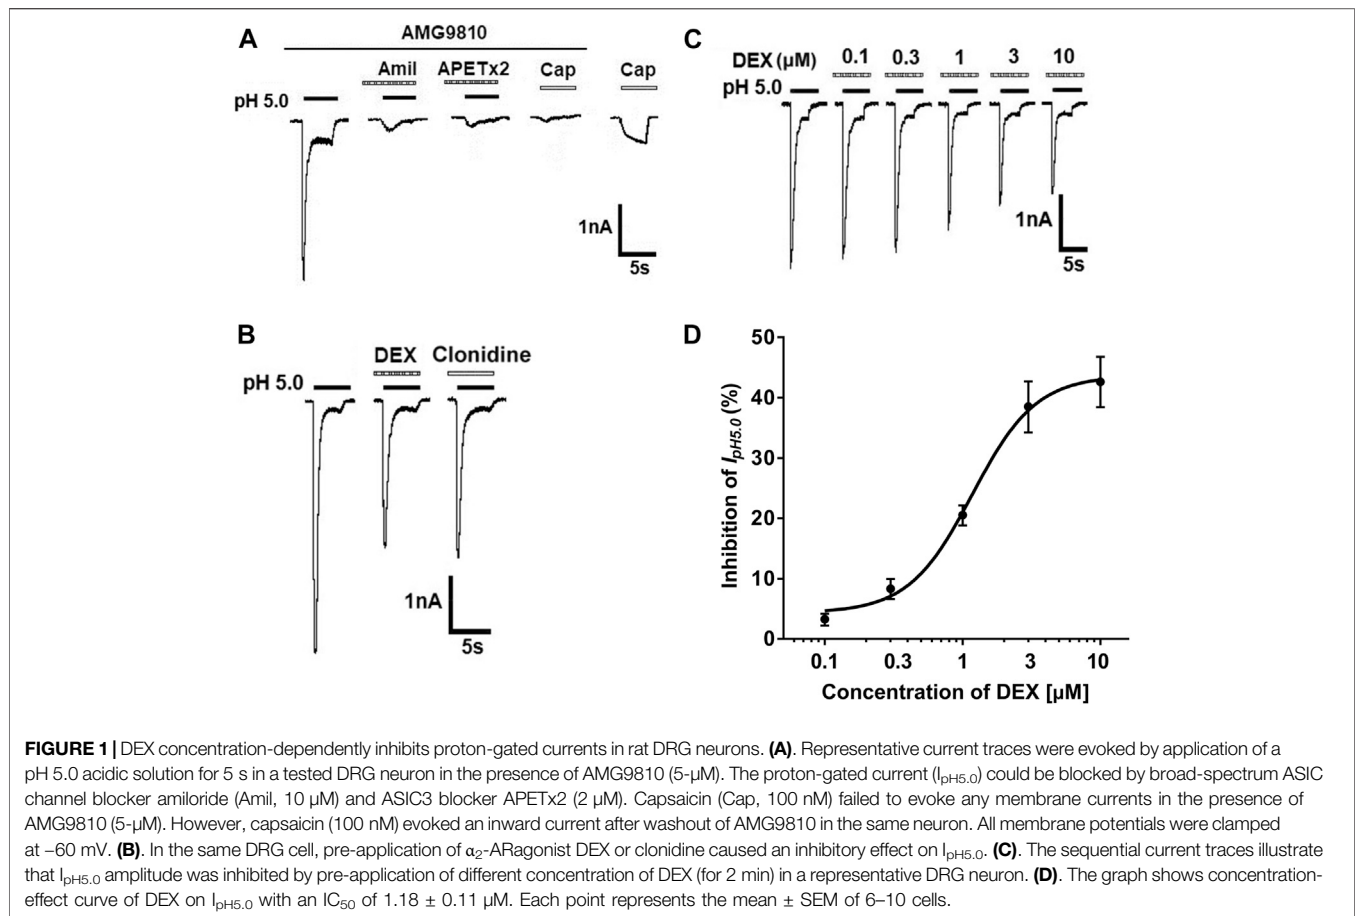 A
AMG9810
Amil
APETx2
Cap
Cap
pH 5.0
1nA
5s
C
DEX (µM)
0.1
0.3
1
3
10
pH 5.0
1nA
5s
B
DEX
Clonidine
pH 5.0
1nA
5s
D
50
40
30
20
10
0
Inhibition of IpH5.0 (%)
0.1
0.3
1
3
10
Concentration of DEX [µM]
FIGURE 1 | DEX concentration-dependently inhibits proton-gated currents in rat DRG neurons. (A). Representative current traces were evoked by application of a
pH 5.0 acidic solution for 5 s in a tested DRG neuron in the presence of AMG9810 (5-µM). The proton-gated current (IpH5.0) could be blocked by broad-spectrum ASIC
channel blocker amiloride (Amil, 10 µM) and ASIC3 blocker APETx2 (2 µM). Capsaicin (Cap, 100 nM) failed to evoke any membrane currents in the presence of
AMG9810 (5-µM). However, capsaicin (100 nM) evoked an inward current after washout of AMG9810 in the same neuron. All membrane potentials were clamped
at –60 mV. (B). In the same DRG cell, pre-application of α2-ARagonist DEX or clonidine caused an inhibitory effect on IpH5.0. (C). The sequential current traces illustrate
that IpH5.0 amplitude was inhibited by pre-application of different concentration of DEX (for 2 min) in a representative DRG neuron. (D). The graph shows concentration-
effect curve of DEX on IpH5.0 with an IC50 of 1.18 ± 0.11 µM. Each point represents the mean ± SEM of 6–10 cells.